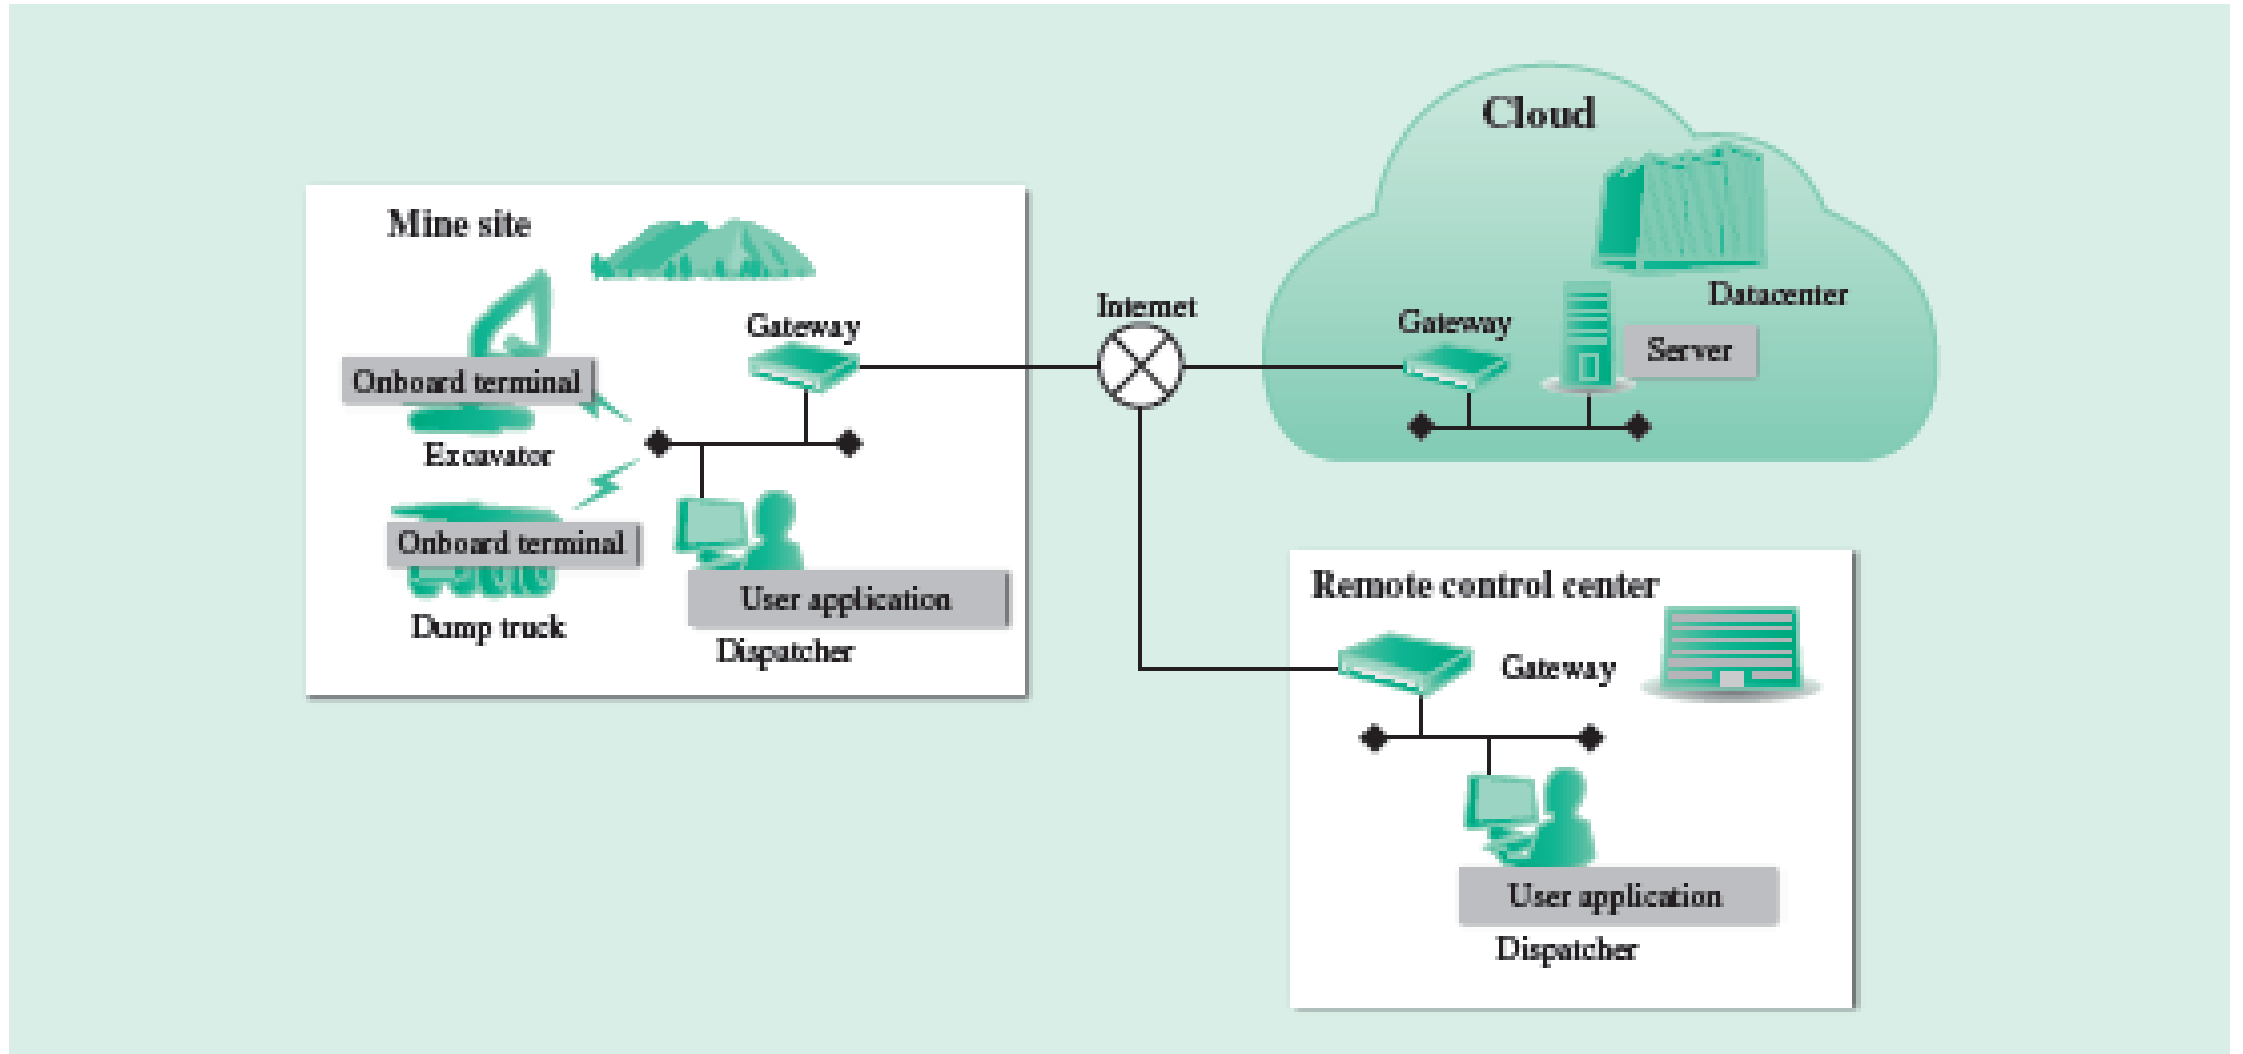 Mine site
Gateway
Onboard terminal
Excavator
Onboard terminal
Dump truck
User application
Dispatcher
Internet
Cloud
Datacenter
Gateway
Server
Remote control center
Gateway
User application
Dispatcher